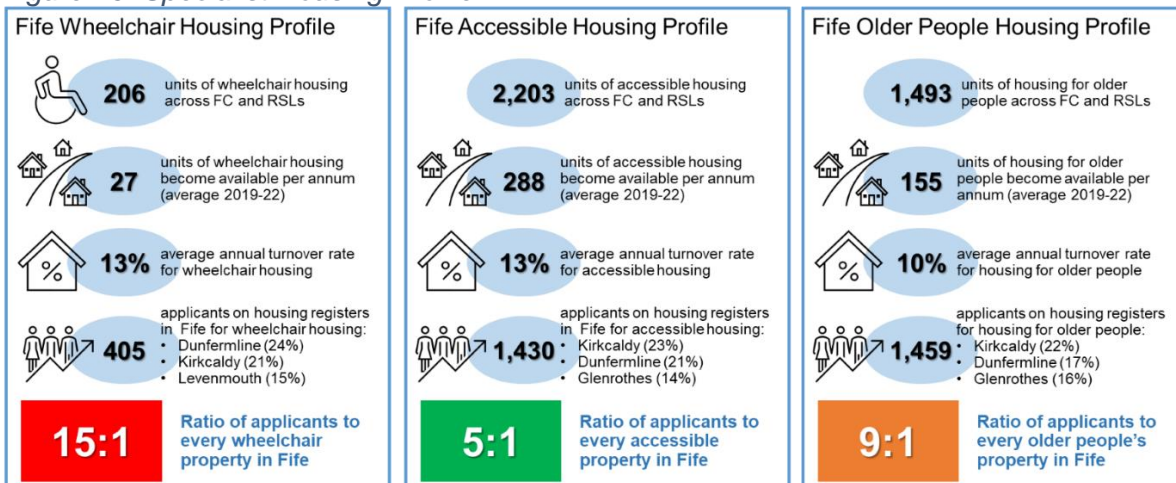 Fife Wheelchair Housing Profile
206
units of wheelchair housing
across FC and RSLs
27
units of wheelchair housing
become available per annum
(average 2019-22)
%
13%
average annual turnover rate
for wheelchair housing
405
applicants on housing registers
in Fife for wheelchair housing:
• Dunfermline (24%)
• Kirkcaldy (21%)
• Levenmouth (15%)
15:1
Ratio of applicants to
every wheelchair
property in Fife
Fife Accessible Housing Profile
2,203
units of accessible housing
across FC and RSLs
288
units of accessible housing
become available per annum
(average 2019-22)
%
13%
average annual turnover rate
for accessible housing
1,430
applicants on housing registers
in Fife for accessible housing:
• Kirkcaldy (23%)
• Dunfermline (21%)
• Glenrothes (14%)
5:1
Ratio of applicants to
every accessible
property in Fife
Fife Older People Housing Profile
1,493
units of housing for older
people across FC and RSLs
155
units of housing for older
people become available per
annum (average 2019-22)
%
10%
average annual turnover rate
for housing for older people
1,459
applicants on housing registers
for housing for older people:
• Kirkcaldy (22%)
• Dunfermline (17%)
• Glenrothes (16%)
9:1
Ratio of applicants to
every older people's
property in Fife